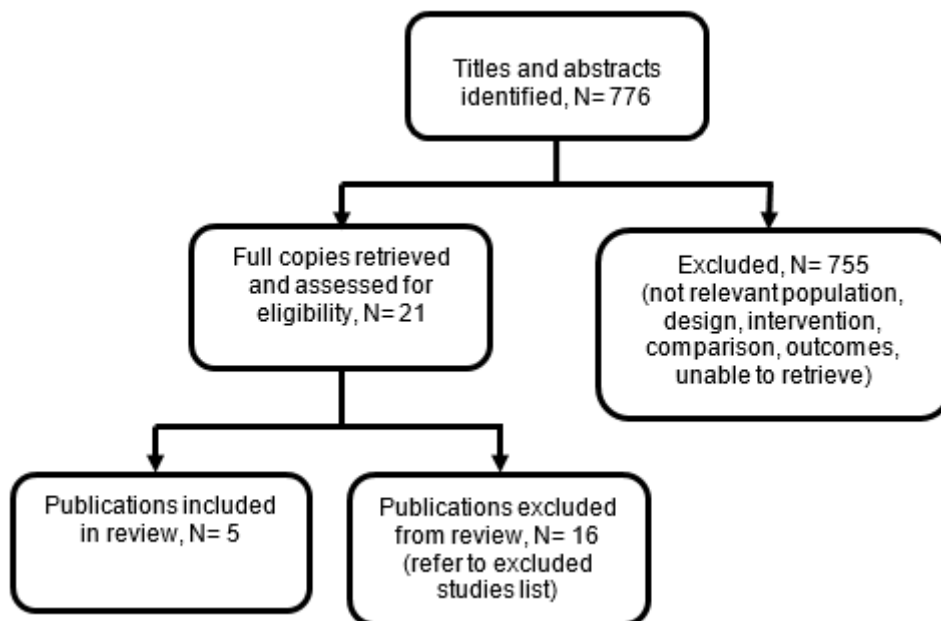 Titles and abstracts
identified, N= 776
Full copies retrieved
and assessed for
eligibility, N= 21
Excluded, N= 755
(not relevant population,
design, intervention,
comparison, outcomes,
unable to retrieve)
Publications included
in review, N= 5
Publications excluded
from review, N= 16
(refer to excluded
studies list)